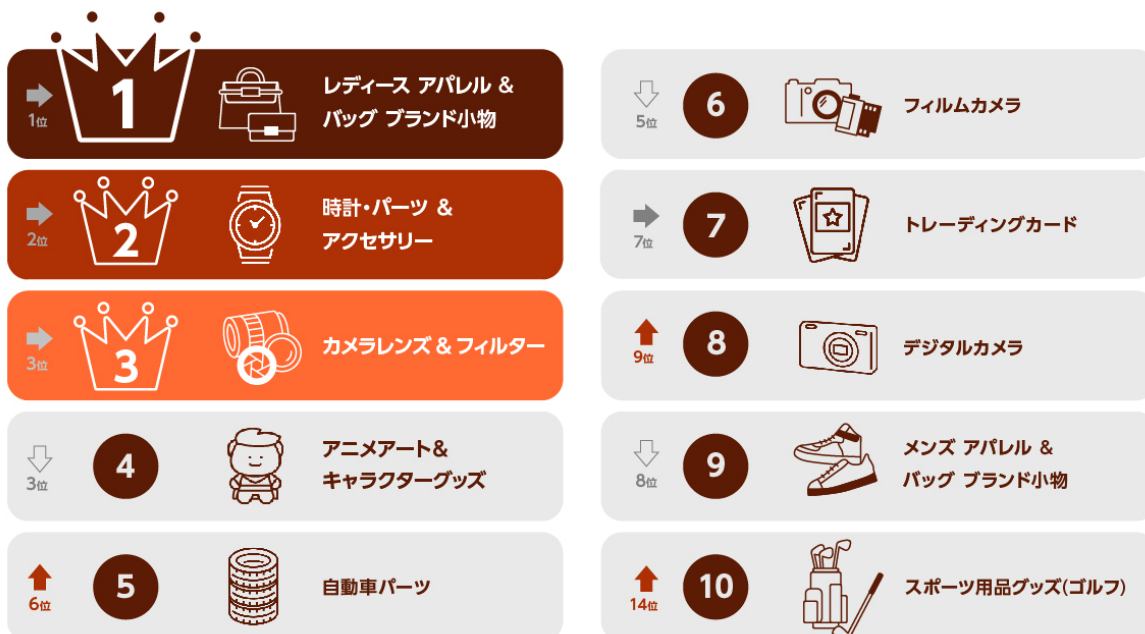 1
1位
レディース アパレル &
バッグ ブランド小物
2
2位
時計・パーツ &
アクセサリー
3
3位
カメラレンズ & フィルター
4
3位
アニメアート&
キャラクターグッズ
5
6位
自動車パーツ
6
5位
フィルムカメラ
7
7位
トレーディングカード
8
9位
デジタルカメラ
9
8位
メンズ アパレル &
バッグ ブランド小物
10
14位
スポーツ用品グッズ(ゴルフ)